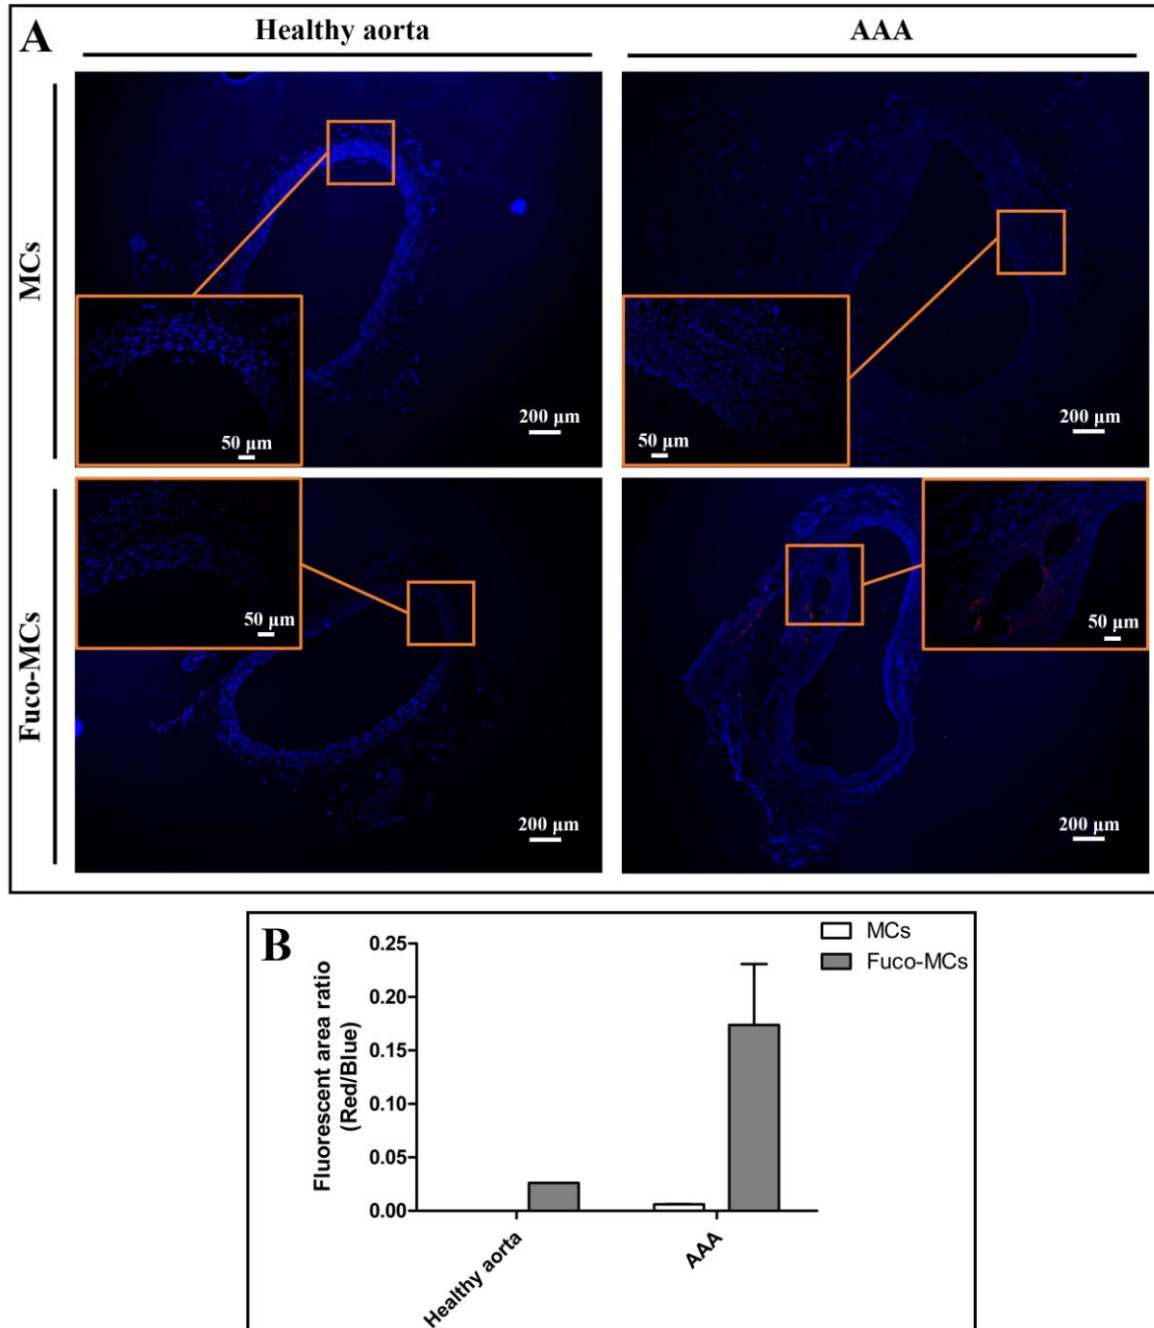 A
Healthy aorta
AAA
MCs
50 μm
200 μm
50 μm
200 μm
Fuco-MCs
50 μm
200 μm
50 μm
200 μm
B
MCs
Fuco-MCs
Fluorescent area ratio
(Red/Blue)
0.25
0.20
0.15
0.10
0.05
0.00
Healthy aorta
AAA